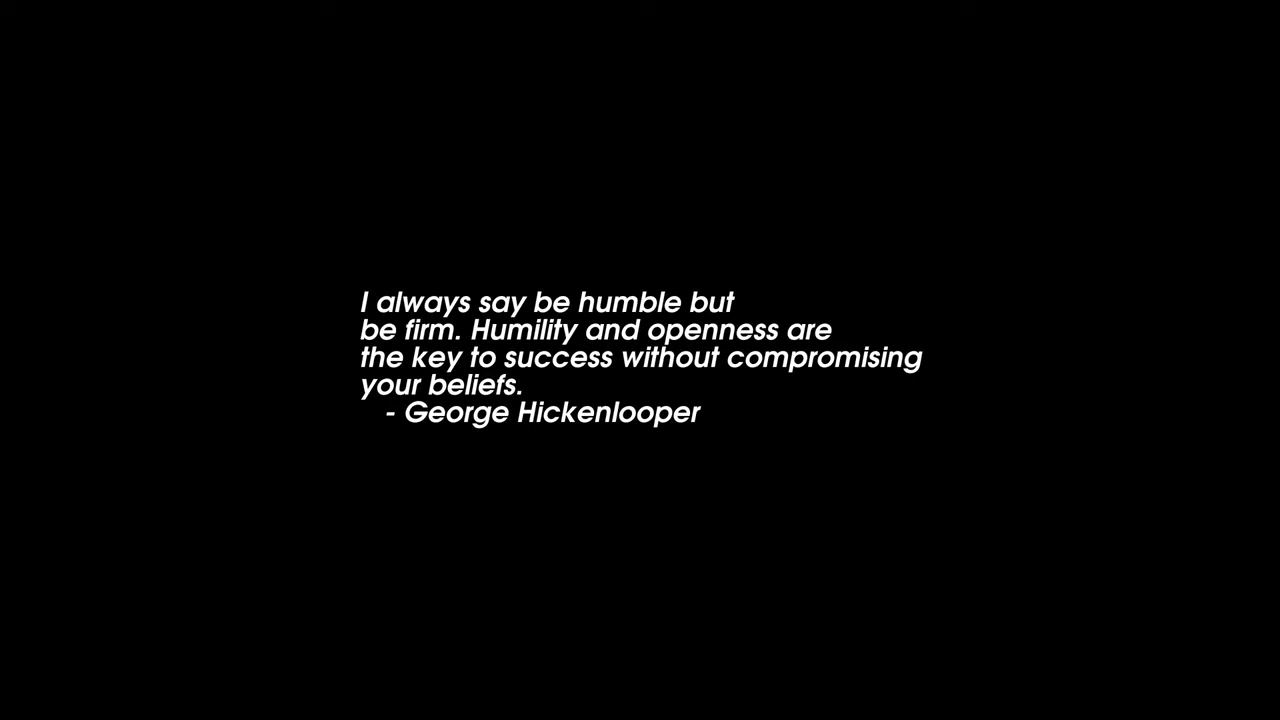 I always say be humble but
be firm. Humility and openness are
the key to success without compromising
your beliefs.
- George Hickenlooper